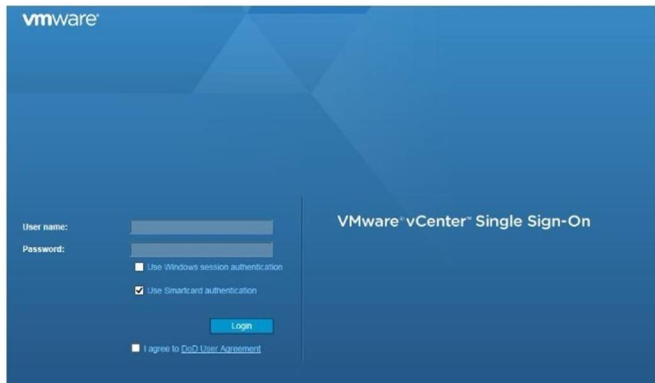 vmware®
VMware® vCenter™ Single Sign-On
User name:
Password:
Use Windows session authentication
Use Smartcard authentication
Login
I agree to DoD User Agreement